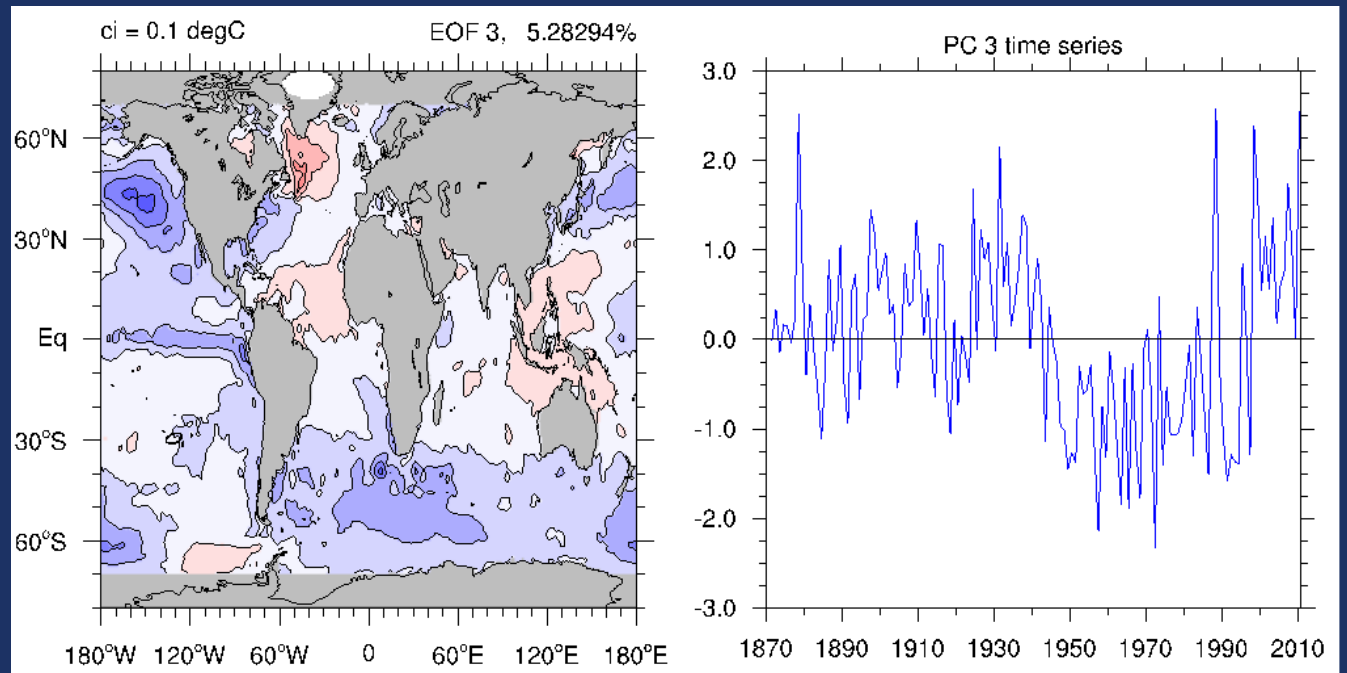 ci = 0.1 degC
EOF 3, 5.28294%
60°N
30°N
Eq
30°S
60°S
180°W 120°W 60°W 0 60°E 120°E 180°E
PC 3 time series
3.0
2.0
1.0
0.0
-1.0
-2.0
-3.0
1870 1890 1910 1930 1950 1970 1990 2010